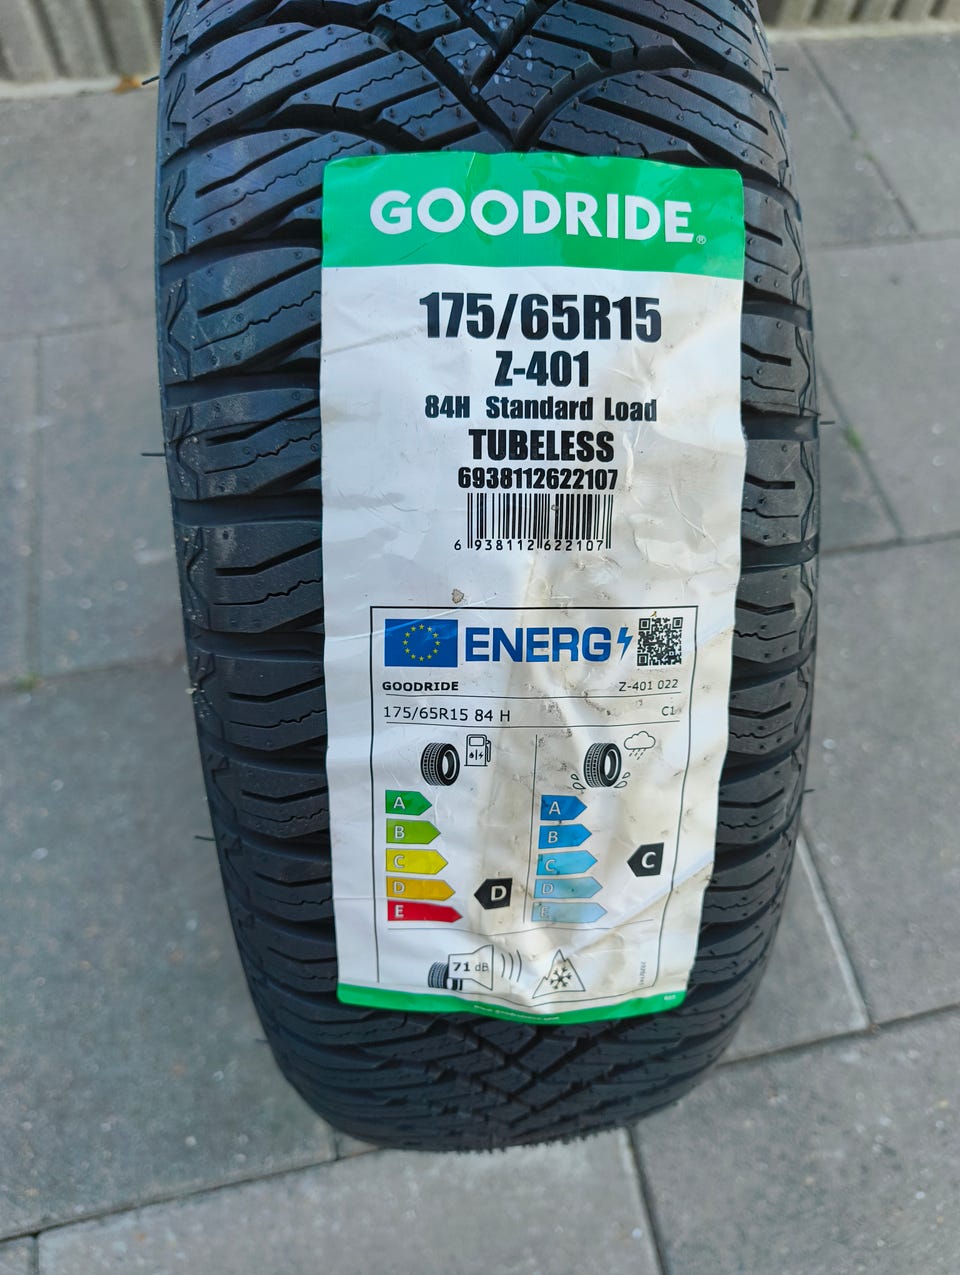 GOODRIDE®
175/65R15
Z-401
84H Standard Load
TUBELESS
6938112622107
6 938112 622107
ENERG
GOODRIDE Z-401 022
175/65R15 84 H C1
A A
B B
C C C
D D D
E E
71 dB